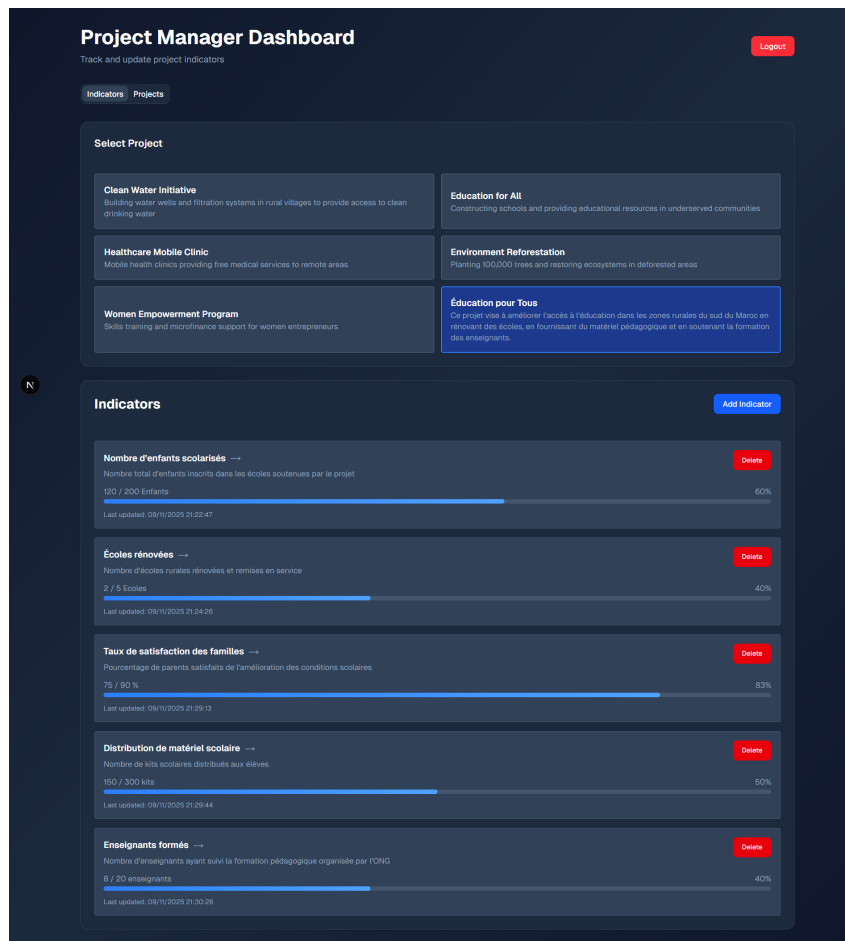 Project Manager Dashboard
Track and update project indicators
Logout
Indicators Projects
Select Project
Clean Water Initiative
Building water wells and filtration systems in rural villages to provide access to clean
drinking water
Education for All
Constructing schools and providing educational resources in underserved communities
Healthcare Mobile Clinic
Mobile health clinics providing free medical services to remote areas
Environment Reforestation
Planting 100,000 trees and restoring ecosystems in deforested areas
Women Empowerment Program
Skills training and microfinance support for women entrepreneurs
Éducation pour Tous
Ce projet vise à améliorer l'accès à l'éducation dans les zones rurales du sud du Maroc en
rénovant des écoles, en fournissant du matériel pédagogique et en soutenant la formation
des enseignants.
N
Indicators
Add Indicator
Nombre d'enfants scolarisés →
Delete
Nombre total d'enfants inscrits dans les écoles soutenues par le projet
120 / 200 Enfants 60%
Last updated: 09/11/2025 21:22:47
Écoles rénovées →
Delete
Nombre d'écoles rurales rénovées et remises en service
2 / 5 Ecoles 40%
Last updated: 09/11/2025 21:24:26
Taux de satisfaction des familles →
Delete
Pourcentage de parents satisfaits de l'amélioration des conditions scolaires
75 / 90 % 83%
Last updated: 09/11/2025 21:29:13
Distribution de matériel scolaire →
Delete
Nombre de kits scolaires distribués aux élèves
150 / 300 kits 50%
Last updated: 09/11/2025 21:29:44
Enseignants formés →
Delete
Nombre d'enseignants ayant suivi la formation pédagogique organisée par l'ONG
8 / 20 enseignants 40%
Last updated: 09/11/2025 21:30:26